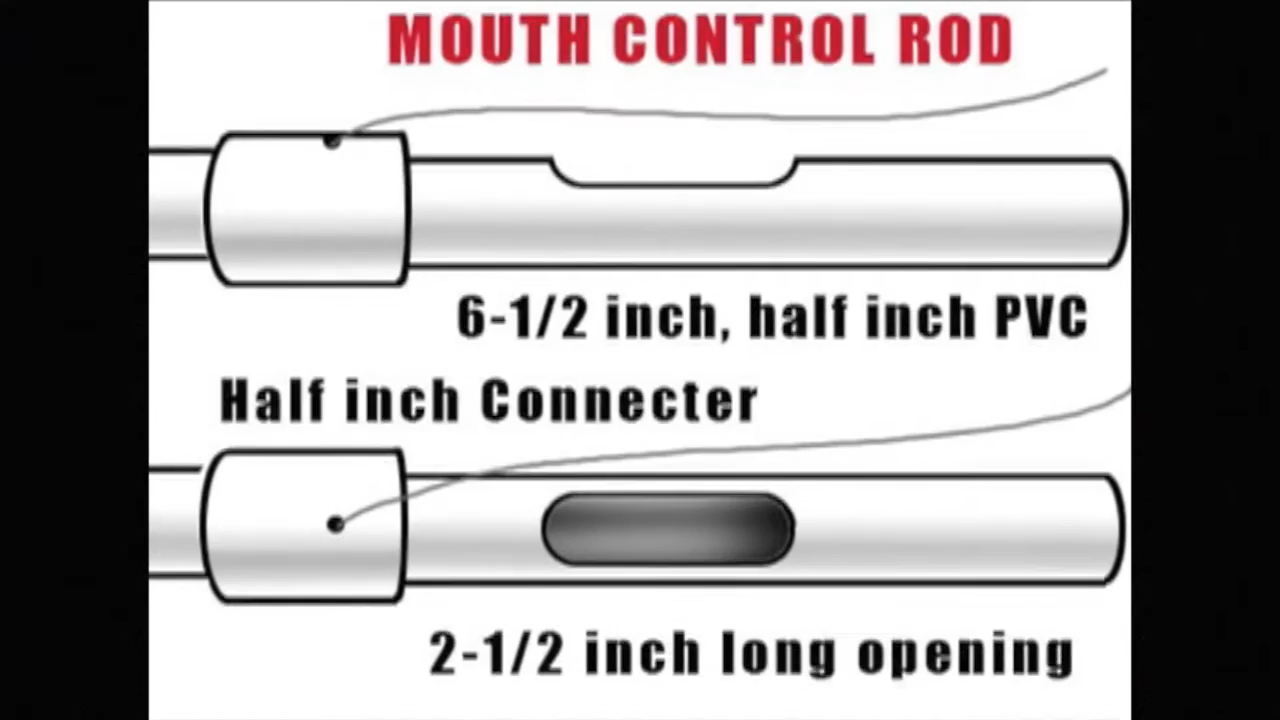 MOUTH CONTROL ROD
6-1/2 inch, half inch PVC
Half inch Connecter
2-1/2 inch long opening